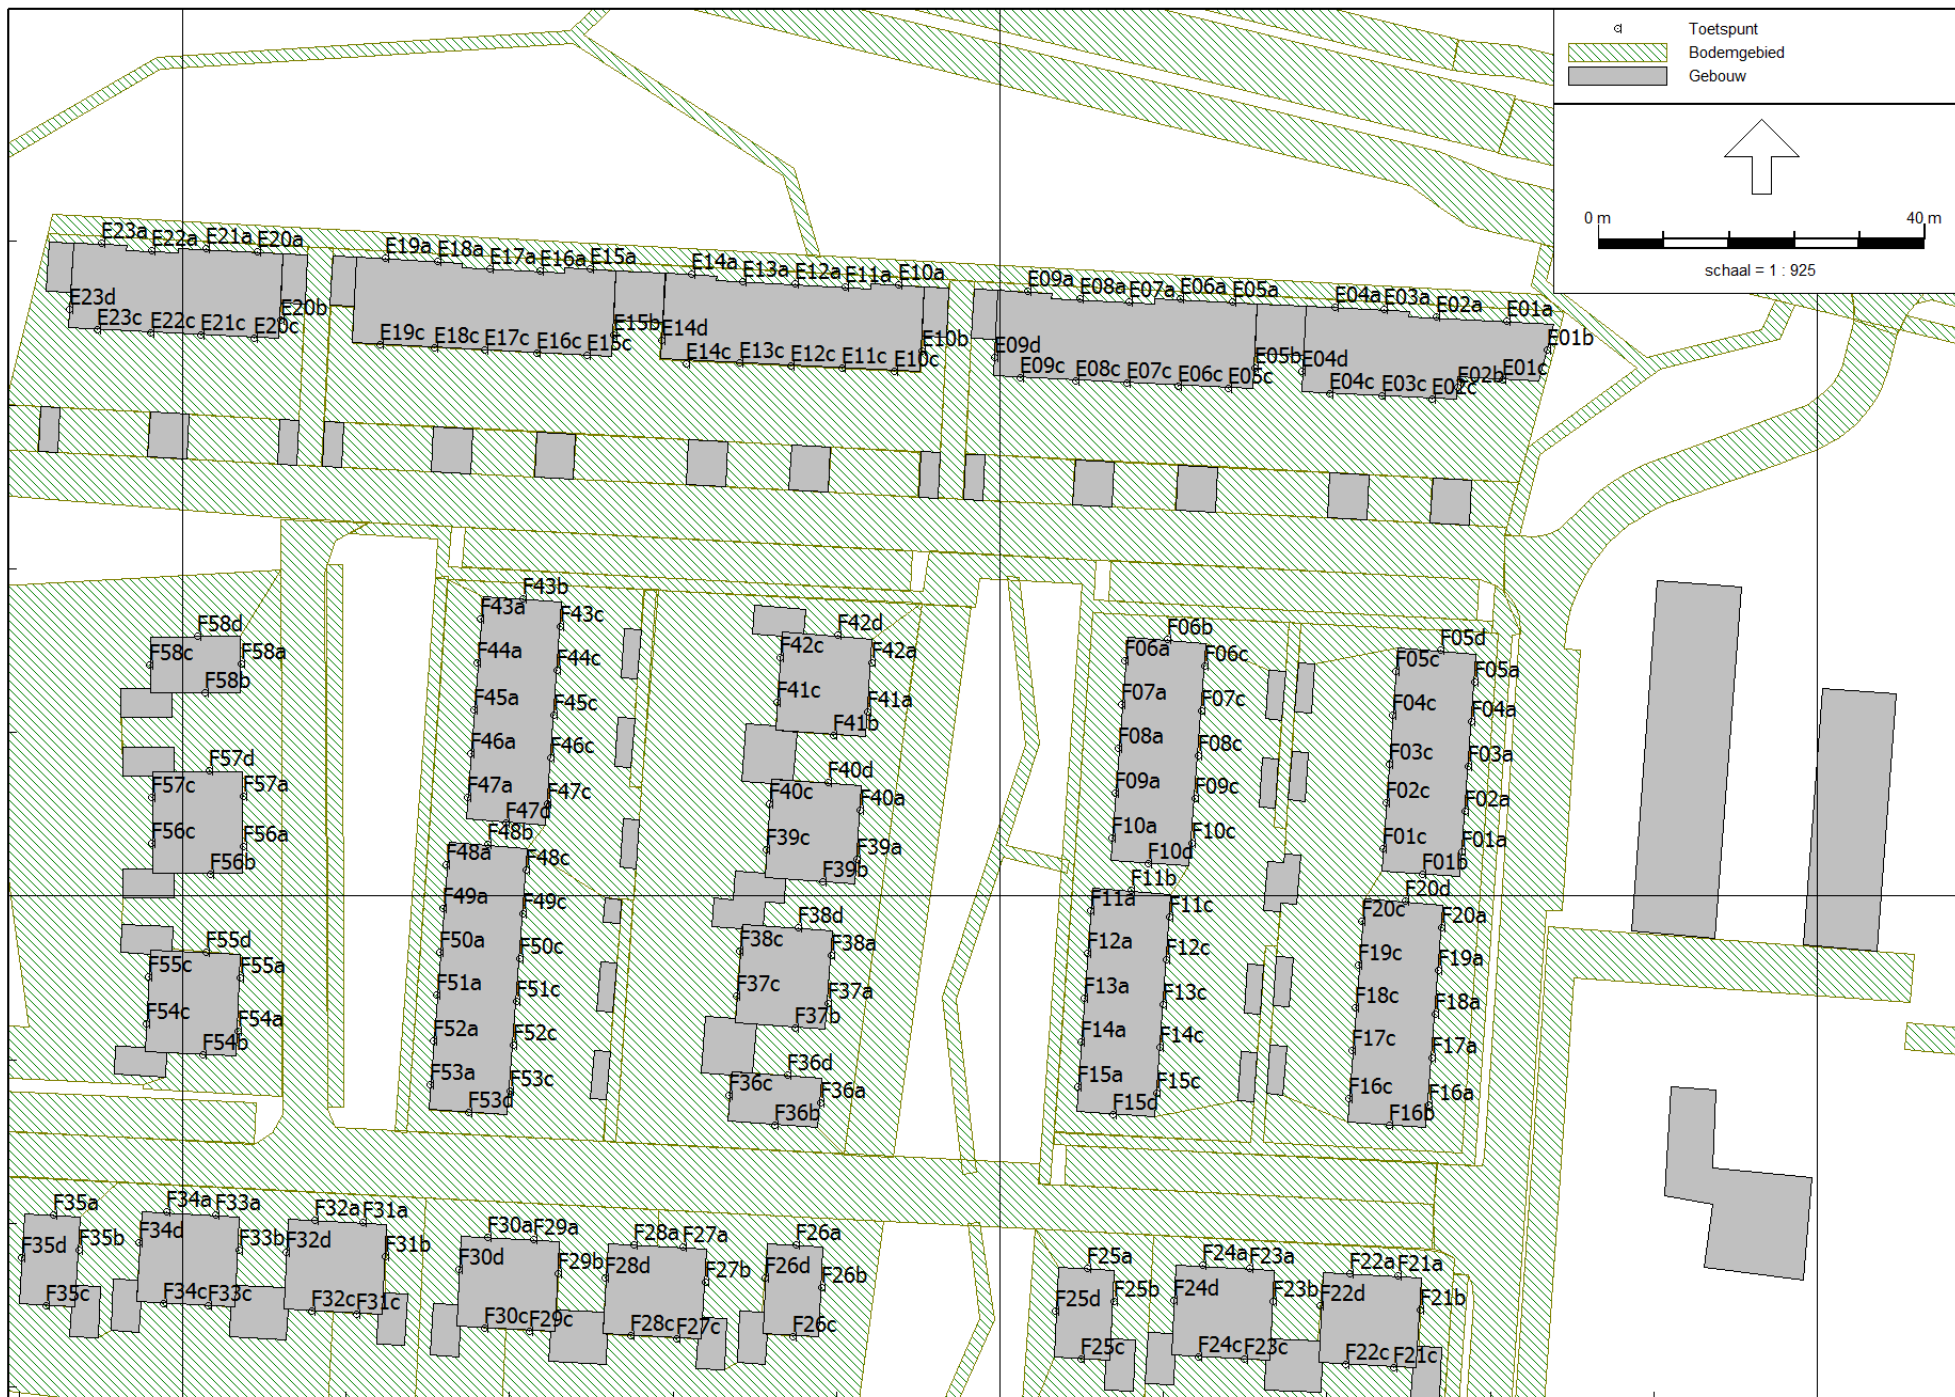 Toetspunt
Bodemgebied
Gebouw
0 m 40 m
schaal = 1 : 925
E23a E22a E21a E20a E19a E18a E17a E16a E15a E14a E13a E12a E11a E10a E09a E08a E07a E06a E05a E04a E03a E02a E01a
E23d E20b E15b E14d E10b E09d E05b E04d E02b E01b
E23c E22c E21c E20c E19c E18c E17c E16c E15c E14c E13c E12c E11c E10c E09c E08c E07c E06c E05c E04c E03c E02c E01c
F43b
F43a F43c
F58d F42d F06b F05d
F58c F58a F44a F44c F42c F42a F06a F06c F05c F05a
F58b F45a F45c F41c F41a F07a F07c F04c F04a
F46a F46c F41b F08a F08c F03c F03a
F57d F40d
F57c F57a F47a F47c F40c F40a F09a F09c F02c F02a
F47d
F56c F56a F48b F39c F39a F10a F10c F01c F01a
F56b F48a F48c F39b F10d F01b
F11b F20d
F49a F49c F38d F11a F11c F20c F20a
F55d F50a F50c F38c F38a F12a F12c F19c F19a
F55c F55a F51a F51c F37c F37a F13a F13c F18c F18a
F54c F54a F52a F52c F37b F14a F14c F17c F17a
F54b F36d
F53a F53c F36c F36a F15a F15c F16c F16a
F53d F36b F15d F16b
F35a F34a F33a F32a F31a F30a F29a F28a F27a F26a F25a F24a F23a F22a F21a
F35d F35b F34d F33b F32d F31b F30d F29b F28d F27b F26d F26b F25d F25b F24d F23b F22d F21b
F35c F34c F33c F32c F31c F30c F29c F28c F27c F26c F25c F24c F23c F22c F21c